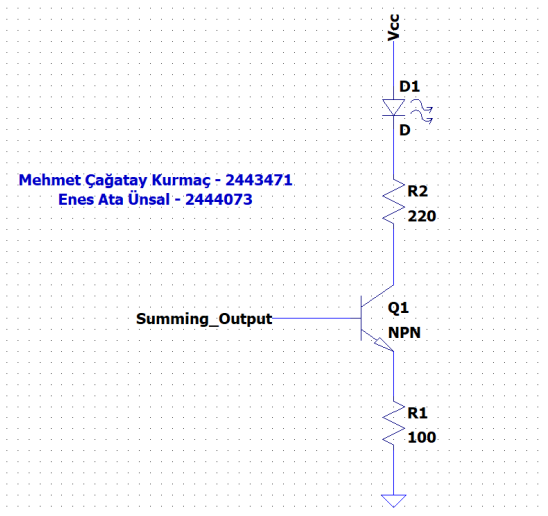 Vcc
D1
D
Mehmet Çağatay Kurmaç - 2443471
Enes Ata Ünsal - 2444073
R2
220
Summing_Output
Q1
NPN
R1
100